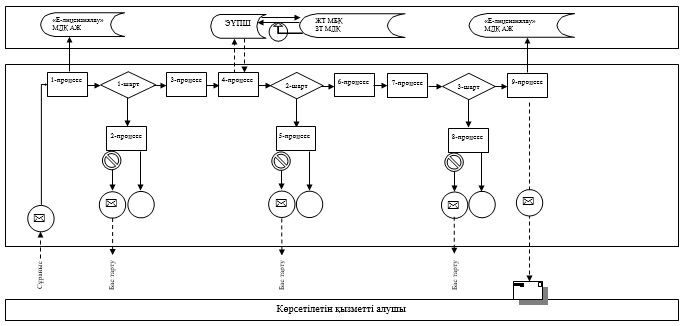 «Е-лицензиялау»
МДҚ АЖ
ЭҮПШ
ЖТ МБҚ
ЗТ МДҚ
«Е-лицензиялау»
МДҚ АЖ
1-процесс
1-шарт
3-процесс
4-процесс
2-шарт
6-процесс
7-процесс
3-шарт
9-процесс
2-процесс
5-процесс
8-процесс
Сұраныс
Бас тарту
Бас тарту
Бас тарту
Көрсетілетін қызметті алушы